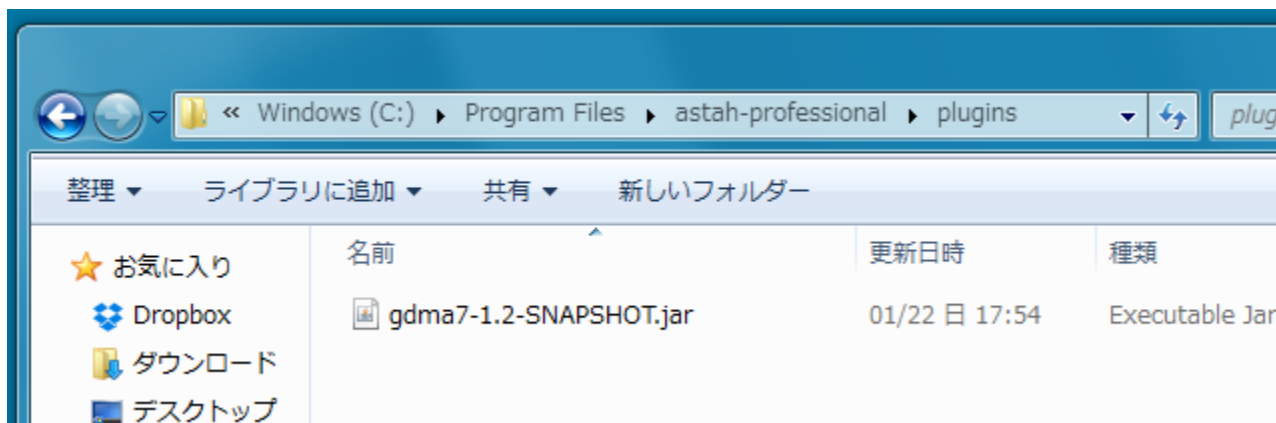 « Windows (C:) ▸ Program Files ▸ astah-professional ▸ plugins
plug
整理 ライブラリに追加 共有 新しいフォルダー
お気に入り
Dropbox
ダウンロード
デスクトップ
名前 更新日時 種類
gdma7-1.2-SNAPSHOT.jar 01/22 日 17:54 Executable Jar